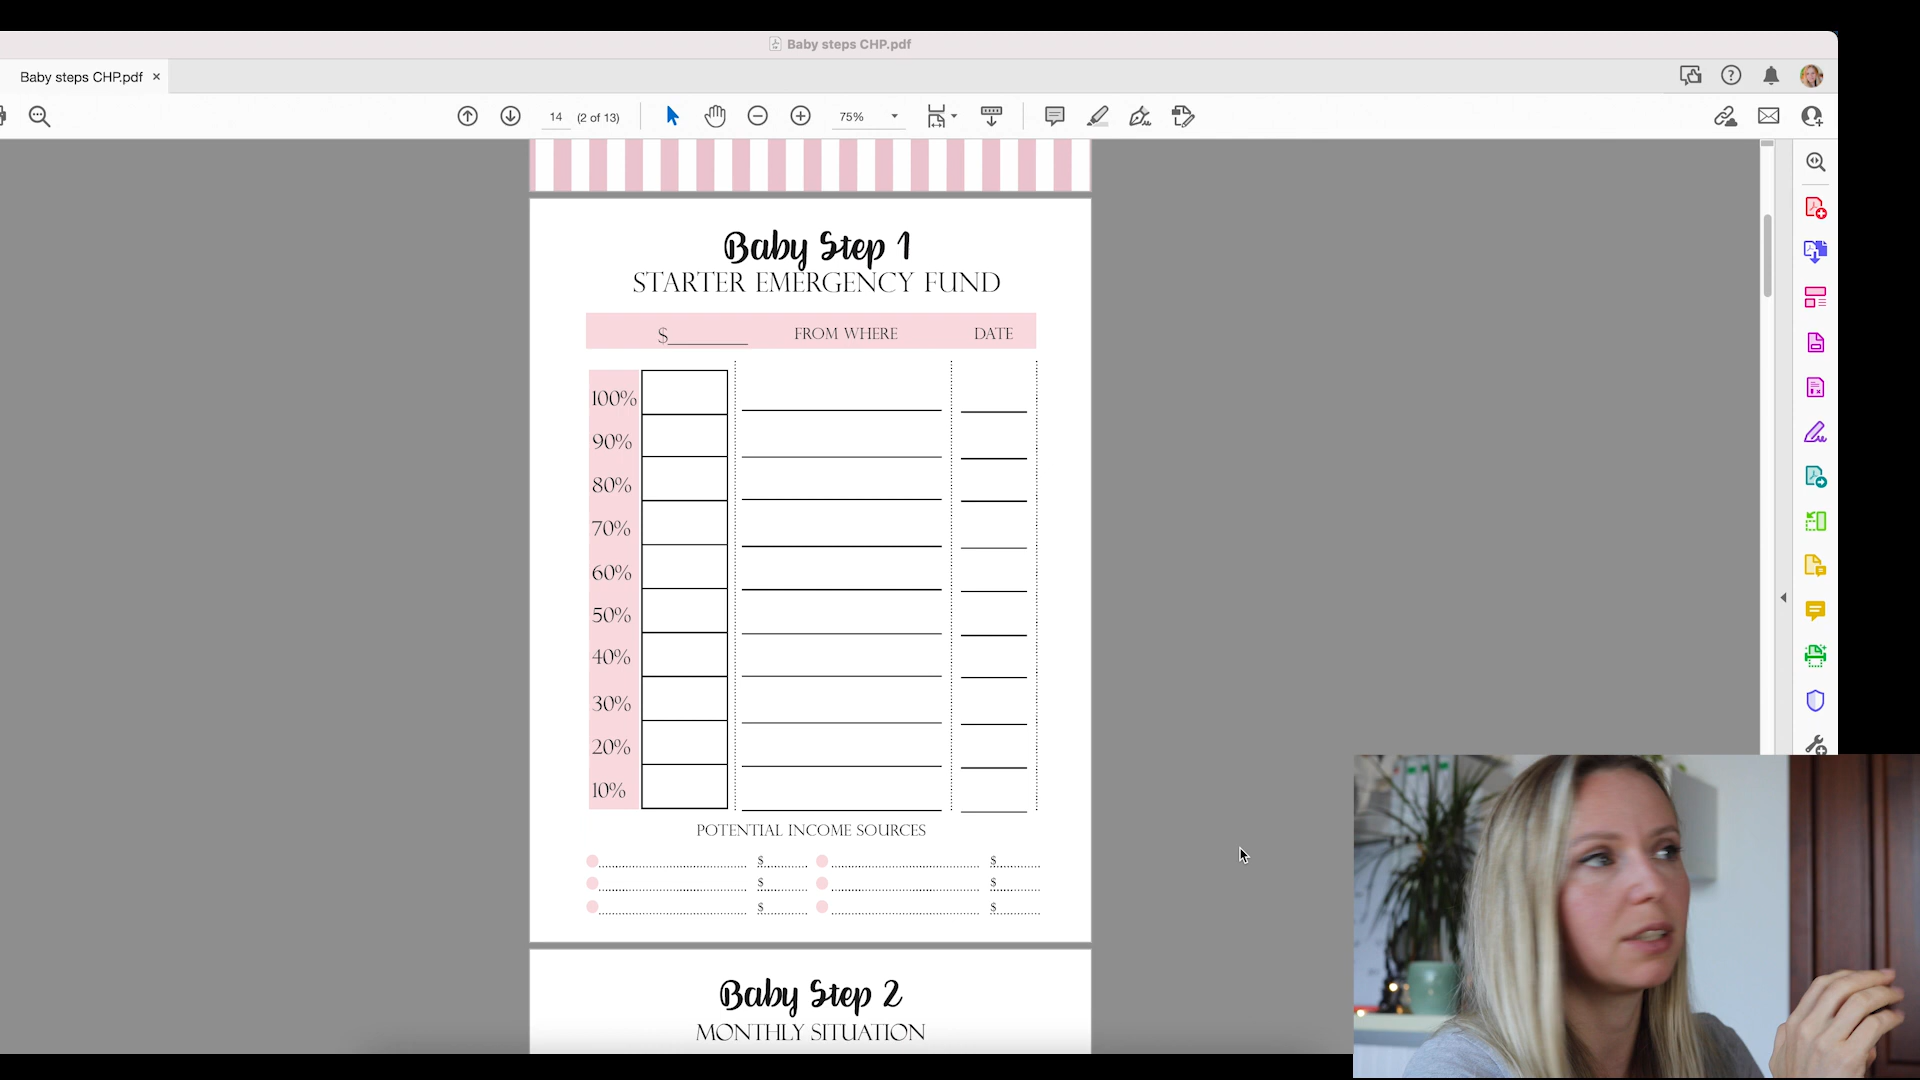 Baby steps CHP.pdf
Baby steps CHP.pdf ×
14 (2 of 13) 75%
Baby Step 1
STARTER EMERGENCY FUND
$__________ FROM WHERE DATE
100%
90%
80%
70%
60%
50%
40%
30%
20%
10%
POTENTIAL INCOME SOURCES
$ $
$ $
$ $
Baby Step 2
MONTHLY SITUATION